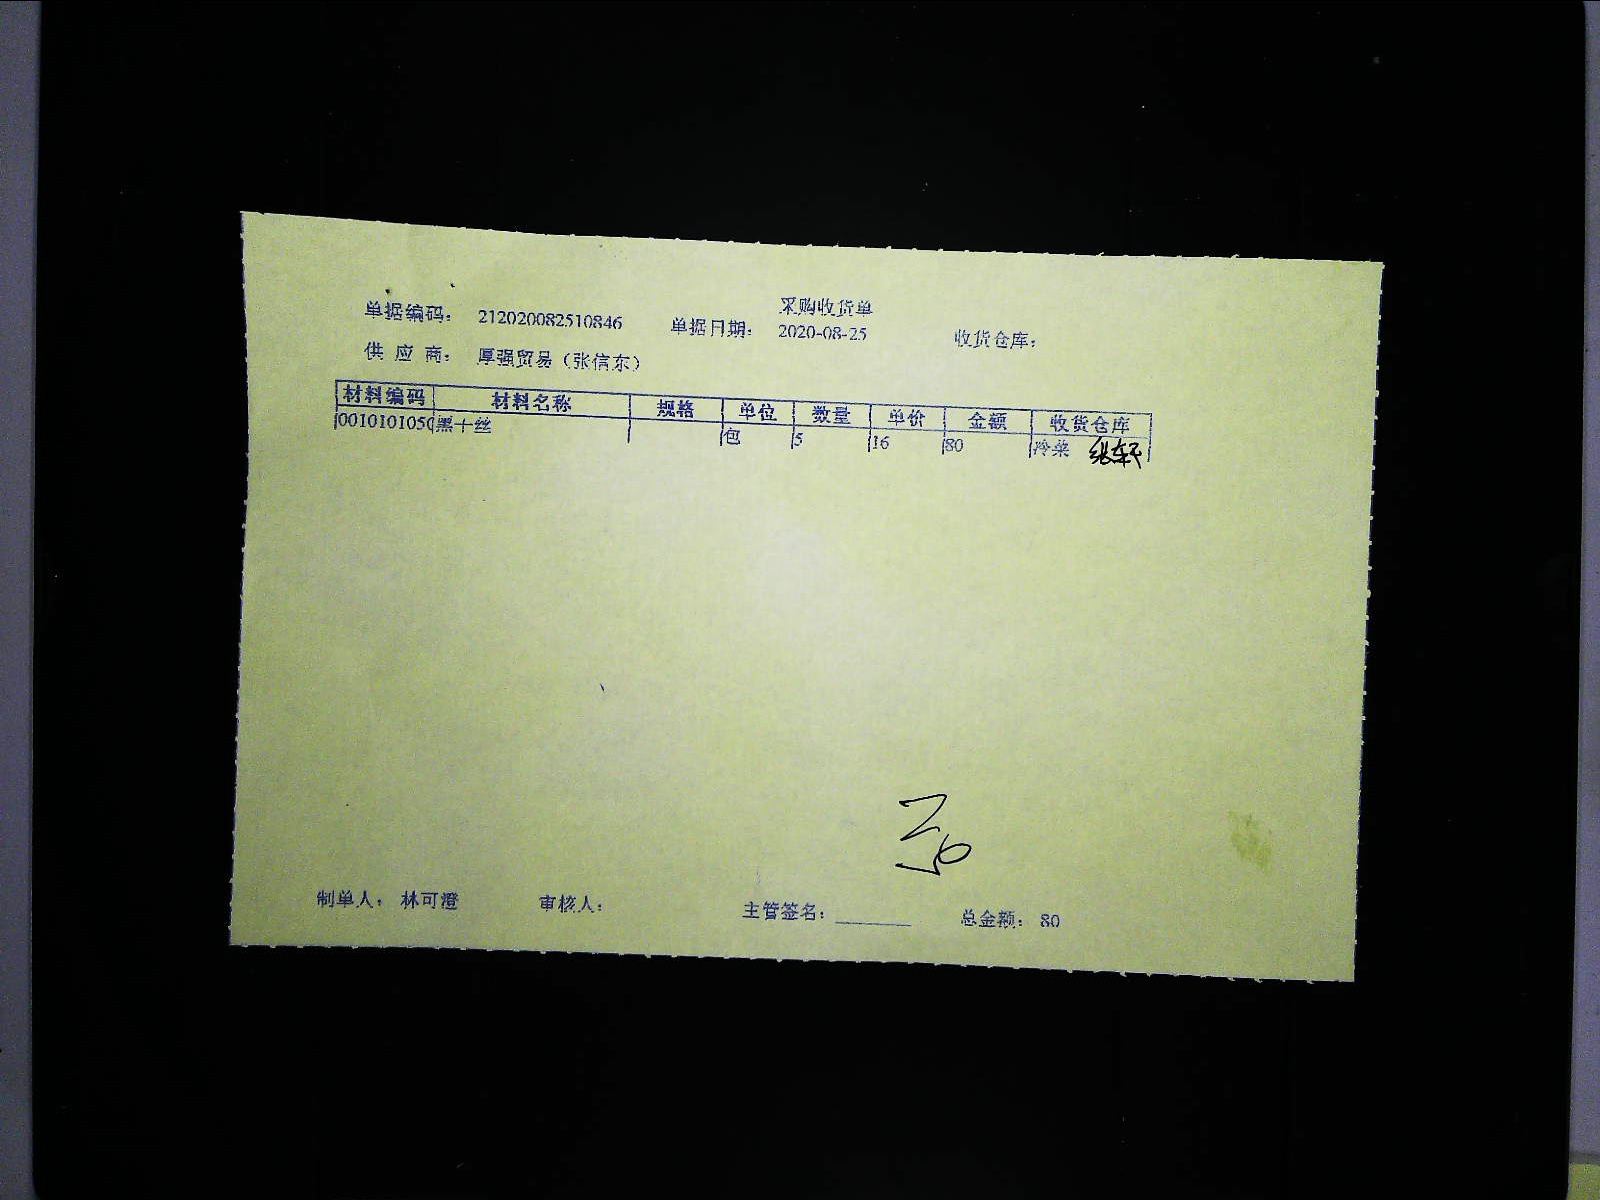 采购收货单
单据编码： 212020082510846 单据日期： 2020-08-25 收货仓库：
供 应 商： 厚强贸易（张信东）
材料编码 材料名称 规格 单位 数量 单价 金额 收货仓库
001010105 黑千丝 包 5 16 80 冷菜
制单人： 林可澄 审核人： 主管签名：________ 总金额： 80